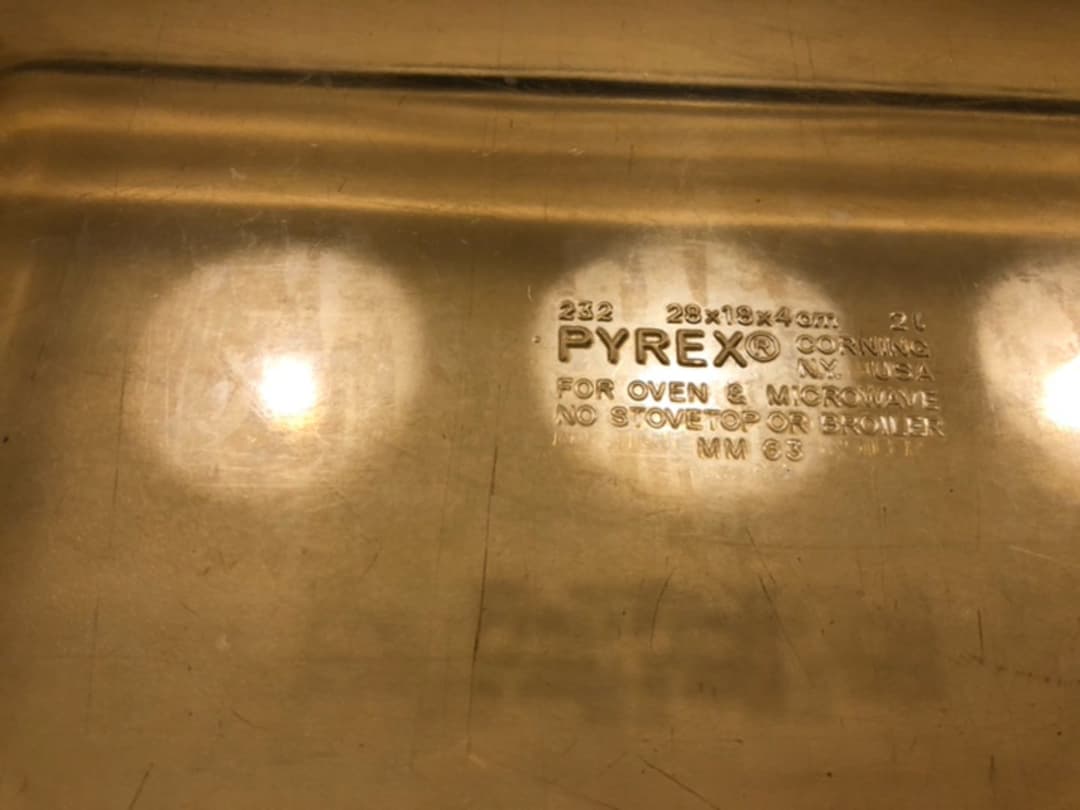 232 28x18x4cm 2l
PYREX® CORNING
N.Y. USA
FOR OVEN & MICROWAVE
NO STOVETOP OR BROILER
MM 63